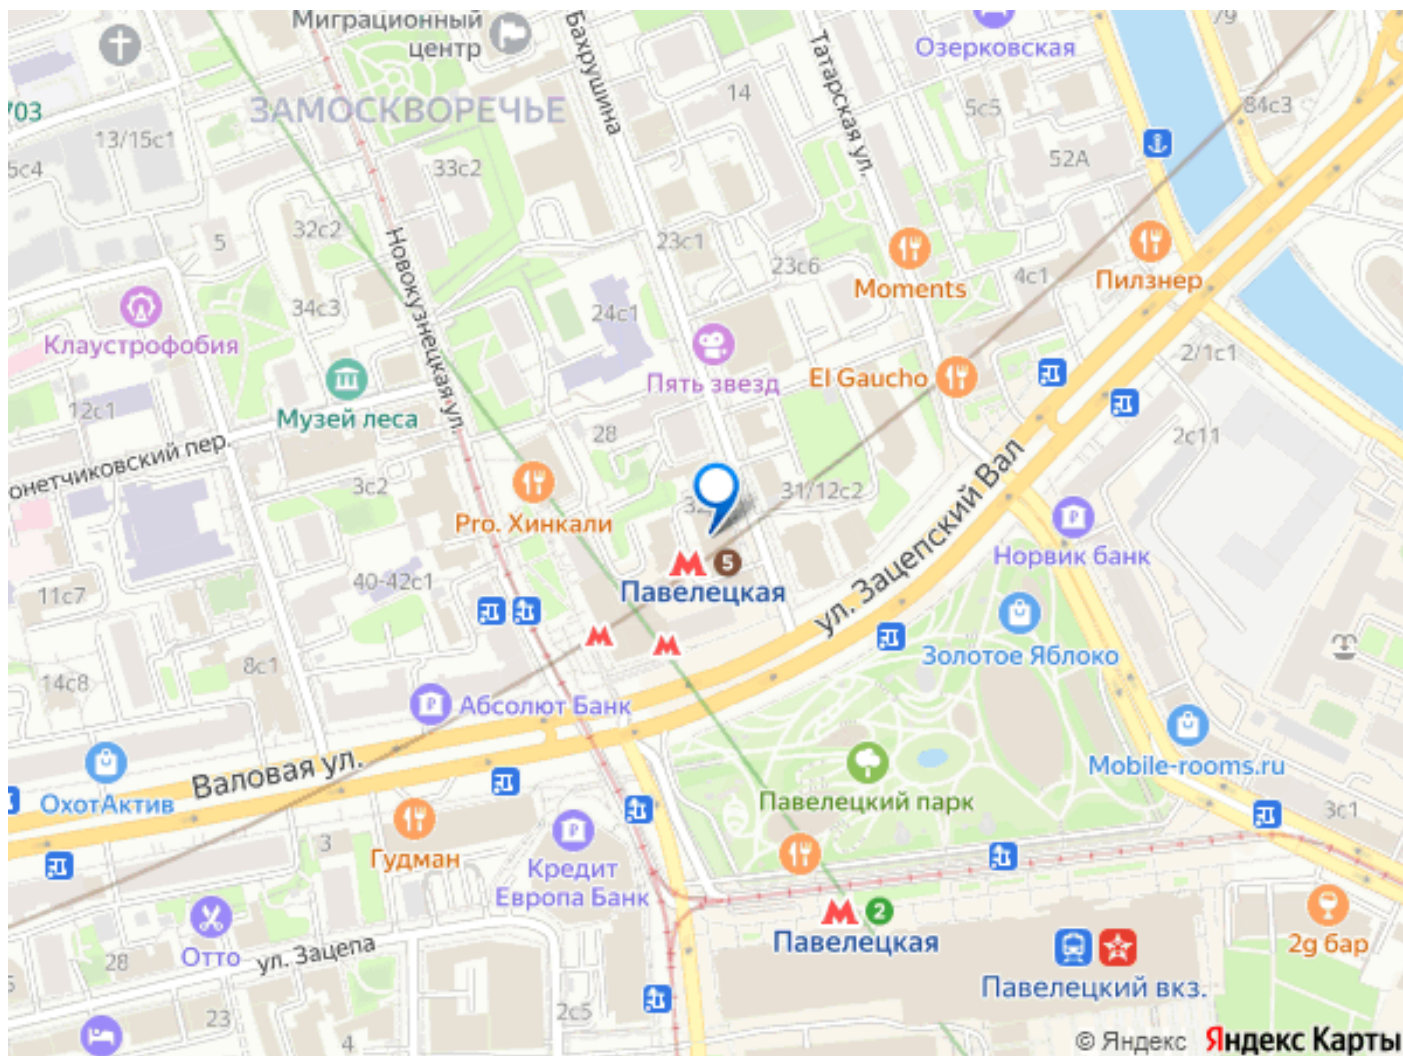 Миграционный
центр
Бахрушина
Татарская ул.
Озерковская
79
703
ЗАМОСКВОРЕЧЬЕ
14
5с5
84с3
13/15с1
5с4
33с2
52А
Новокузнецкая ул.
5
32с2
23с1
23с6
4с1
Пилзнер
Moments
34с3
24с1
Клаустрофобия
Пять звезд
El Gaucho
2/1с1
12с1
Музей леса
28
2с11
онетчиковский пер.
3с2
31/12с2
ул. Зацепский Вал
Pro. Хинкали
5
Норвик банк
Павелецкая
40-42с1
11с7
8с1
14с8
Золотое Яблоко
Абсолют Банк
Валовая ул.
ОхотАктив
Mobile-rooms.ru
Павелецкий парк
3с1
3
Гудман
Кредит
Европа Банк
2
Павелецкая
Отто
ул. Зацепа
28
2g бар
Павелецкий вкз.
23
2с5
4
© Яндекс Яндекс Карты